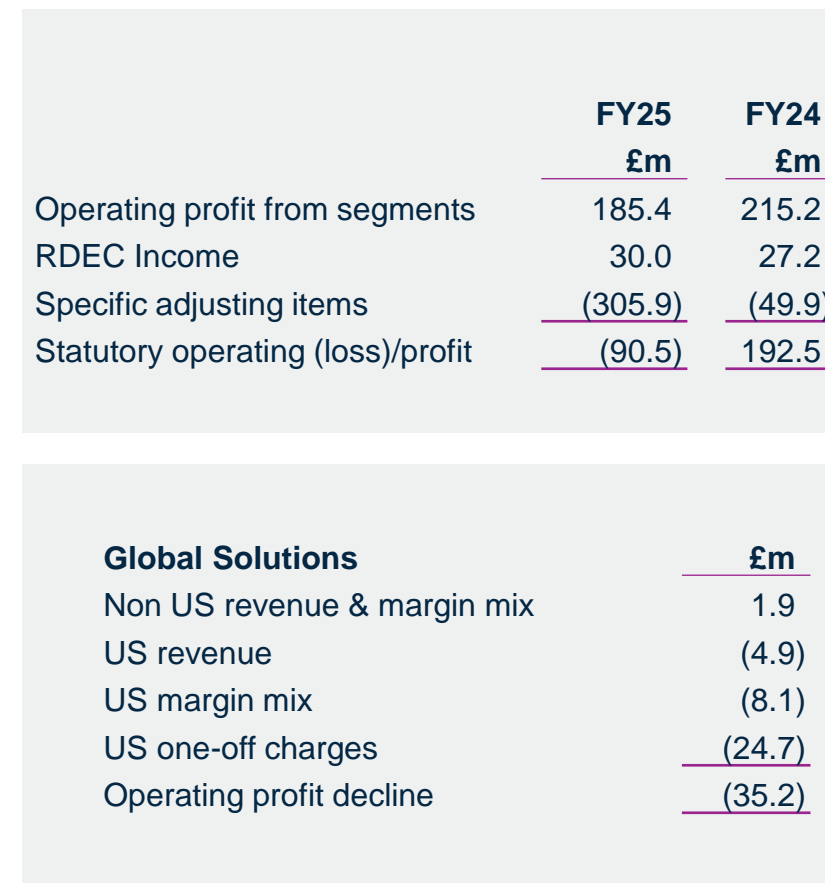 FY25 FY24
£m £m
Operating profit from segments 185.4 215.2
RDEC Income 30.0 27.2
Specific adjusting items (305.9) (49.9)
Statutory operating (loss)/profit (90.5) 192.5
Global Solutions £m
Non US revenue & margin mix 1.9
US revenue (4.9)
US margin mix (8.1)
US one-off charges (24.7)
Operating profit decline (35.2)